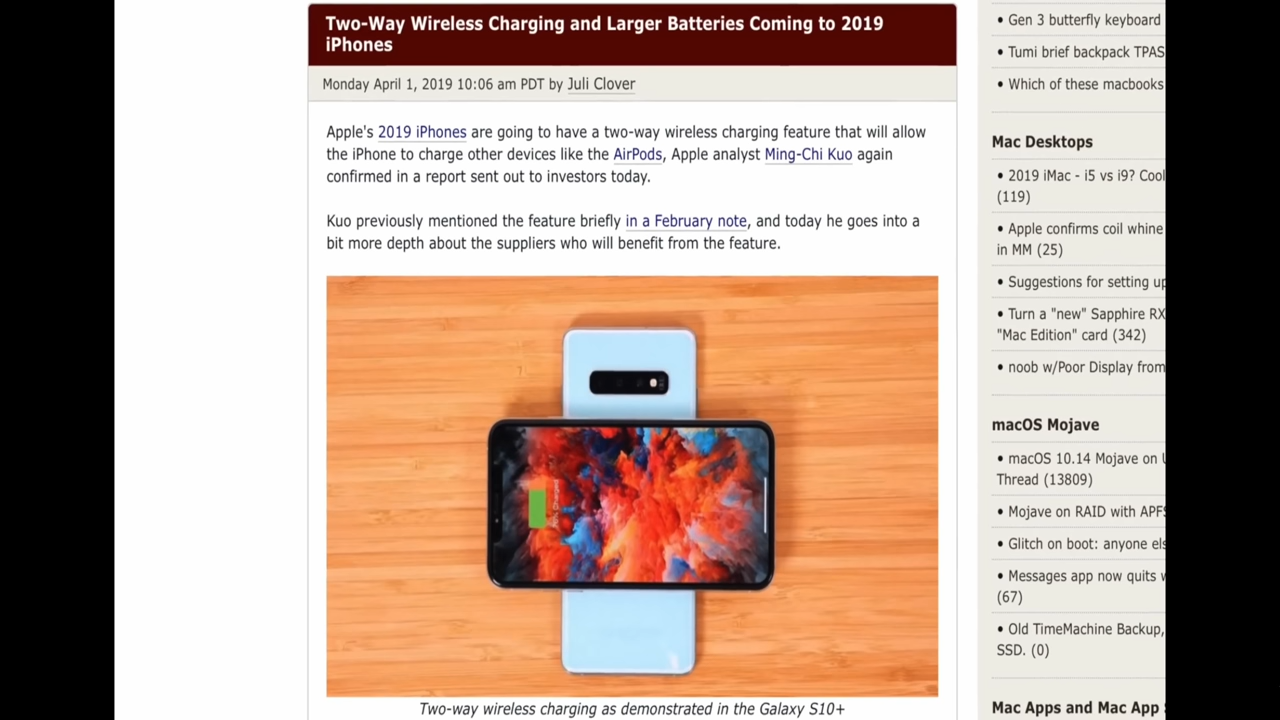 Two-Way Wireless Charging and Larger Batteries Coming to 2019
iPhones
Monday April 1, 2019 10:06 am PDT by Juli Clover
Apple's 2019 iPhones are going to have a two-way wireless charging feature that will allow
the iPhone to charge other devices like the AirPods, Apple analyst Ming-Chi Kuo again
confirmed in a report sent out to investors today.
Kuo previously mentioned the feature briefly in a February note, and today he goes into a
bit more depth about the suppliers who will benefit from the feature.
Two-way wireless charging as demonstrated in the Galaxy S10+
• Gen 3 butterfly keyboard
• Tumi brief backpack TPAS
• Which of these macbooks
Mac Desktops
• 2019 iMac - i5 vs i9? Cool
(119)
• Apple confirms coil whine
in MM (25)
• Suggestions for setting up
• Turn a "new" Sapphire RX
"Mac Edition" card (342)
• noob w/Poor Display from
macOS Mojave
• macOS 10.14 Mojave on
Thread (13809)
• Mojave on RAID with APFS
• Glitch on boot: anyone els
• Messages app now quits
(67)
• Old TimeMachine Backup,
SSD. (0)
Mac Apps and Mac App